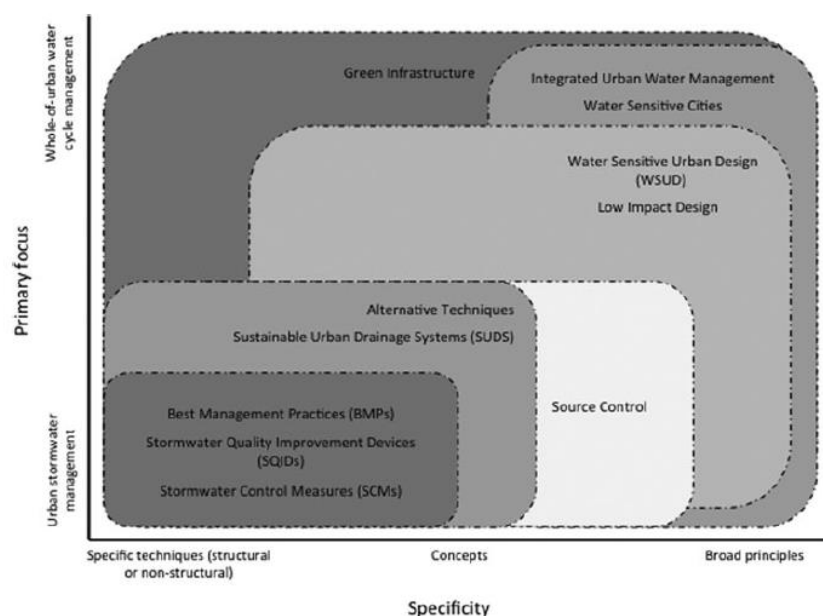 Whole-of-urban water
cycle management
Green Infrastructure
Integrated Urban Water Management
Water Sensitive Cities
Water Sensitive Urban Design
(WSUD)
Low Impact Design
Primary focus
Alternative Techniques
Sustainable Urban Drainage Systems (SUDS)
Best Management Practices (BMPs)
Stormwater Quality Improvement Devices
(SQIDs)
Stormwater Control Measures (SCMs)
Source Control
Urban stormwater
management
Specific techniques (structural
or non-structural)
Concepts
Broad principles
Specificity